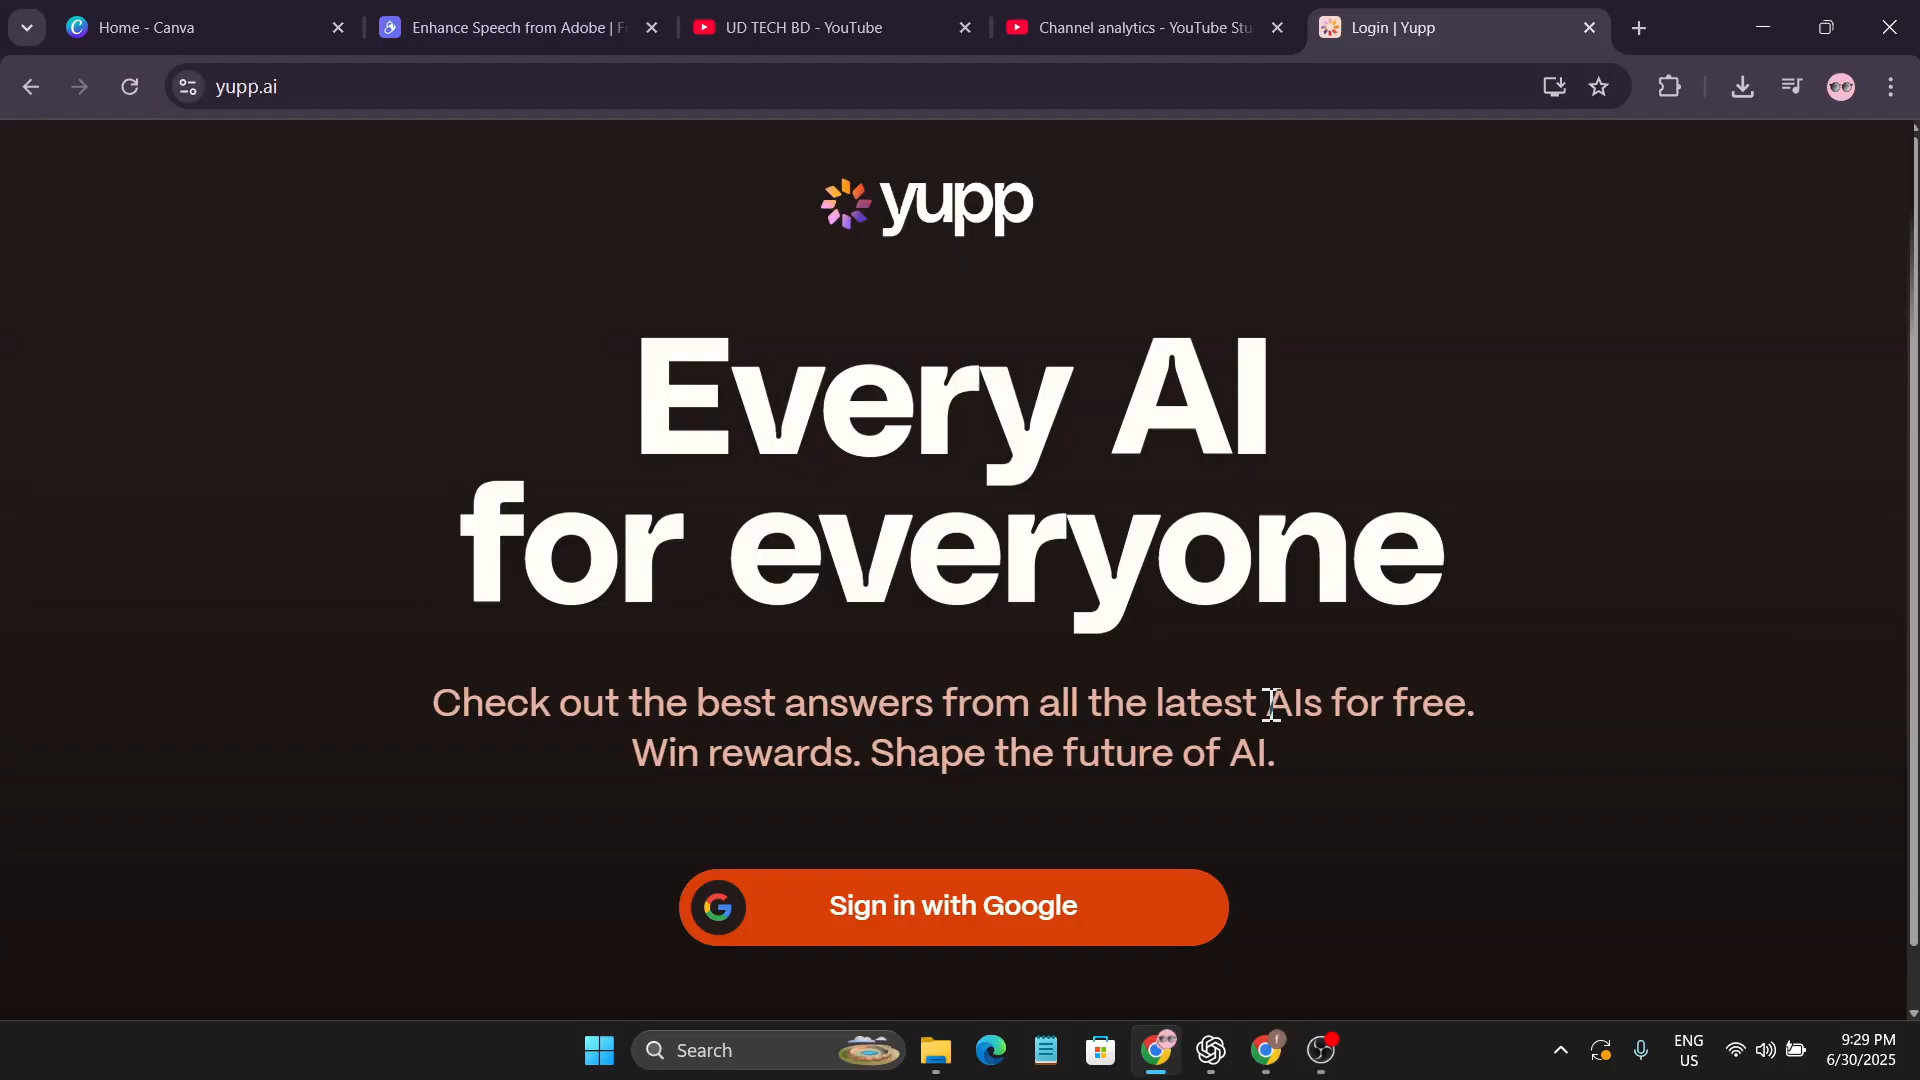 Home - Canva
Enhance Speech from Adobe | F
UD TECH BD - YouTube
Channel analytics - YouTube Stu
Login | Yupp
yupp.ai
yupp
Every AI
for everyone
Check out the best answers from all the latest AIs for free.
Win rewards. Shape the future of AI.
Sign in with Google
Search
ENG
US
9:29 PM
6/30/2025